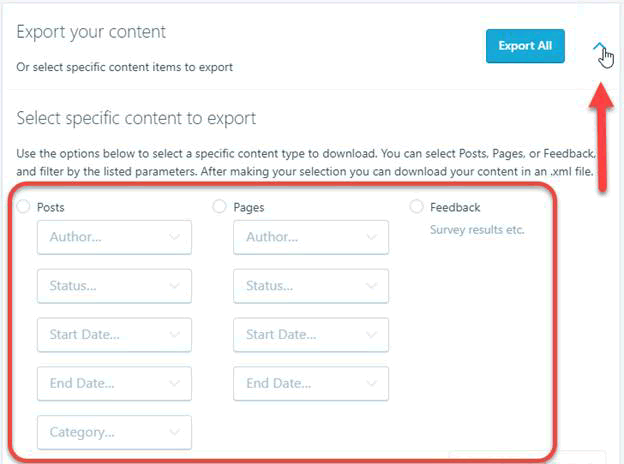 Export your content
Export All
Or select specific content items to export
Select specific content to export
Use the options below to select a specific content type to download. You can select Posts, Pages, or Feedback,
and filter by the listed parameters. After making your selection you can download your content in an .xml file.
Posts Pages Feedback
Author... Author... Survey results etc.
Status... Status...
Start Date... Start Date...
End Date... End Date...
Category...